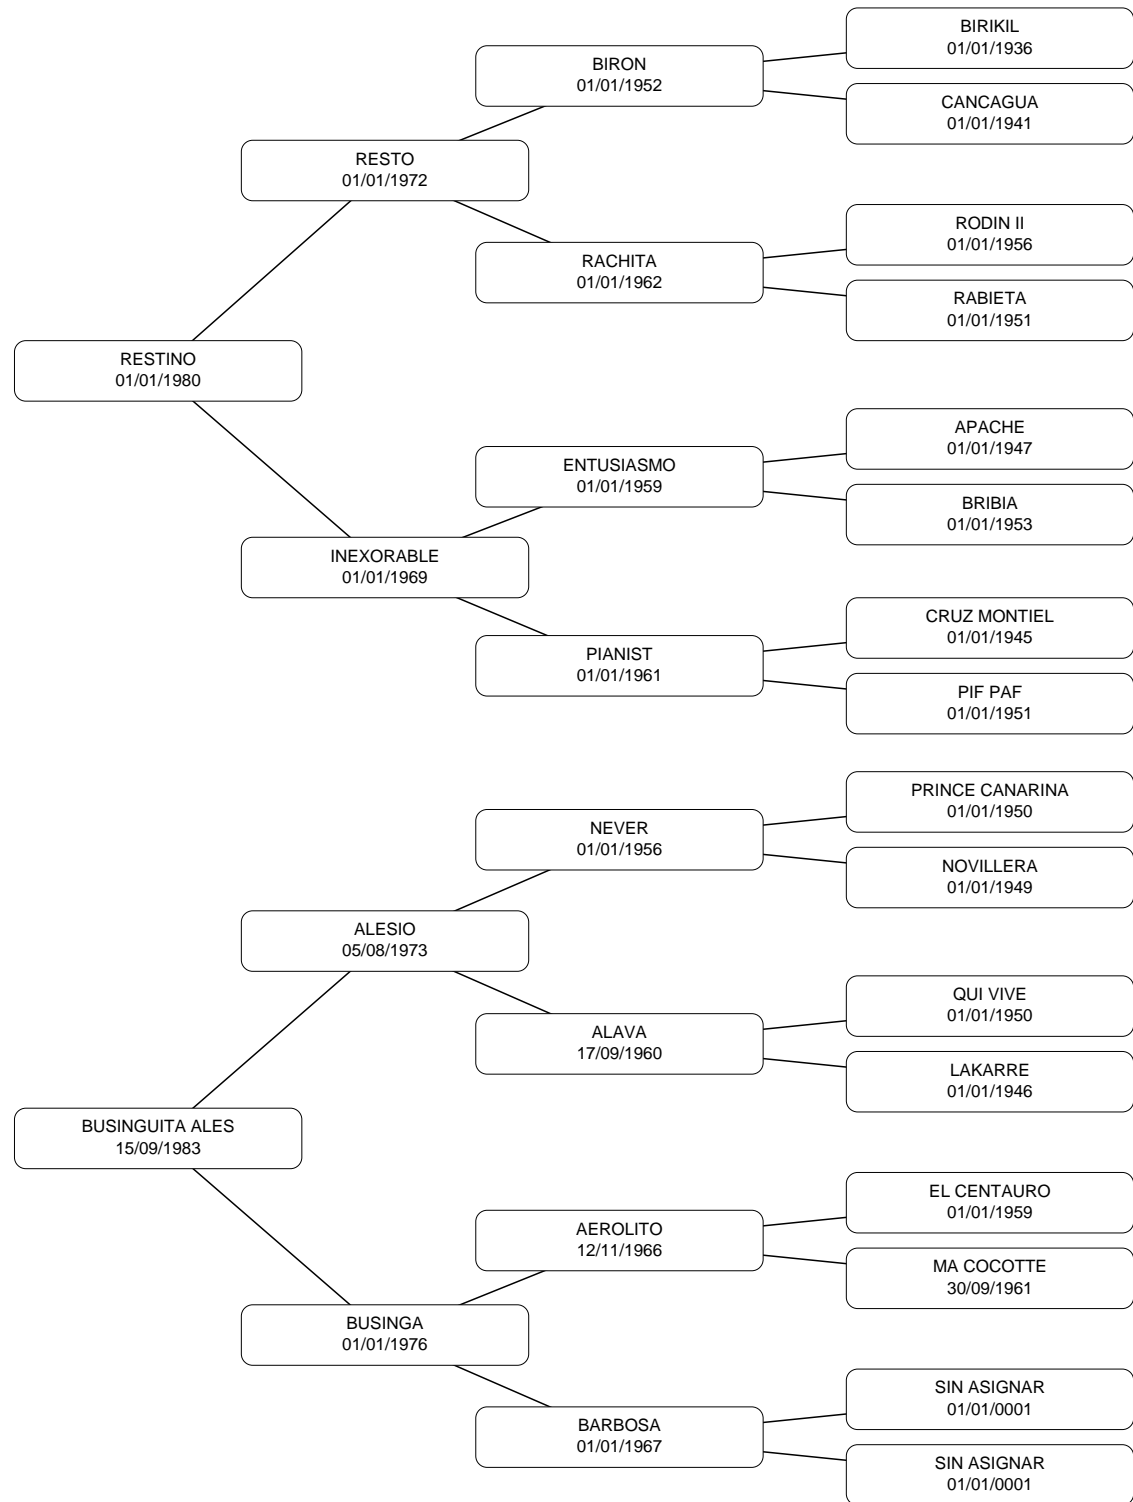 BIRIKIL
01/01/1936
BIRON
01/01/1952
CANCAGUA
01/01/1941
RESTO
01/01/1972
RODIN II
01/01/1956
RACHITA
01/01/1962
RABIETA
01/01/1951
RESTINO
01/01/1980
APACHE
01/01/1947
ENTUSIASMO
01/01/1959
BRIBIA
01/01/1953
INEXORABLE
01/01/1969
CRUZ MONTIEL
01/01/1945
PIANIST
01/01/1961
PIF PAF
01/01/1951
PRINCE CANARINA
01/01/1950
NEVER
01/01/1956
NOVILLERA
01/01/1949
ALESIO
05/08/1973
QUI VIVE
01/01/1950
ALAVA
17/09/1960
LAKARRE
01/01/1946
BUSINGUITA ALES
15/09/1983
EL CENTAURO
01/01/1959
AEROLITO
12/11/1966
MA COCOTTE
30/09/1961
BUSINGA
01/01/1976
SIN ASIGNAR
01/01/0001
BARBOSA
01/01/1967
SIN ASIGNAR
01/01/0001